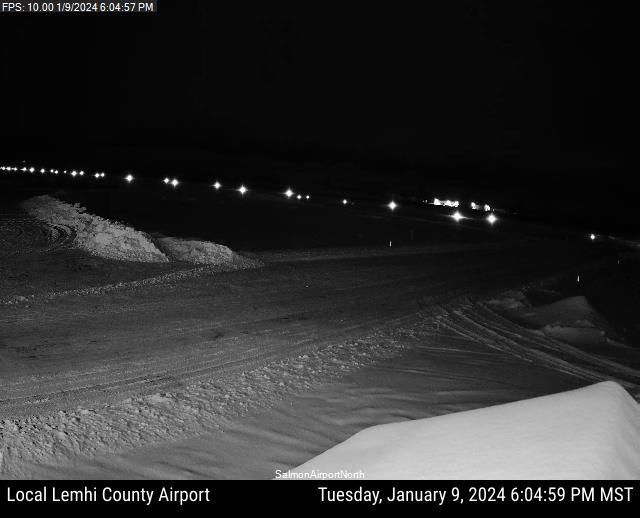 FPS: 10.00 1/9/2024 6:04:57 PM
SalmonAirportNorth
Local Lemhi County Airport Tuesday, January 9, 2024 6:04:59 PM MST